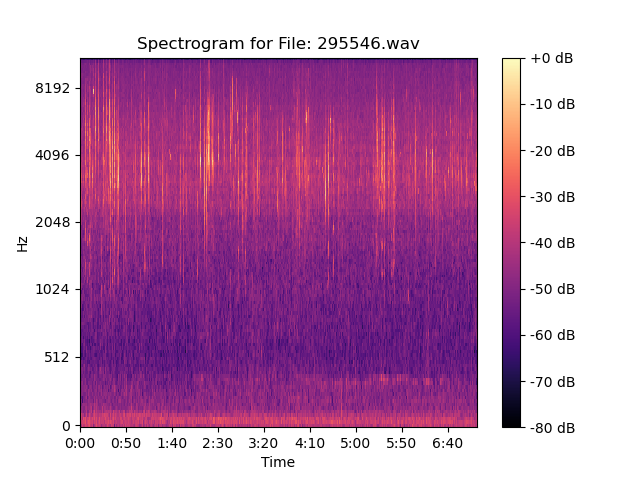 Spectrogram for File: 295546.wav
Hz
8192
4096
2048
1024
512
0
0:00 0:50 1:40 2:30 3:20 4:10 5:00 5:50 6:40
Time
+0 dB
-10 dB
-20 dB
-30 dB
-40 dB
-50 dB
-60 dB
-70 dB
-80 dB